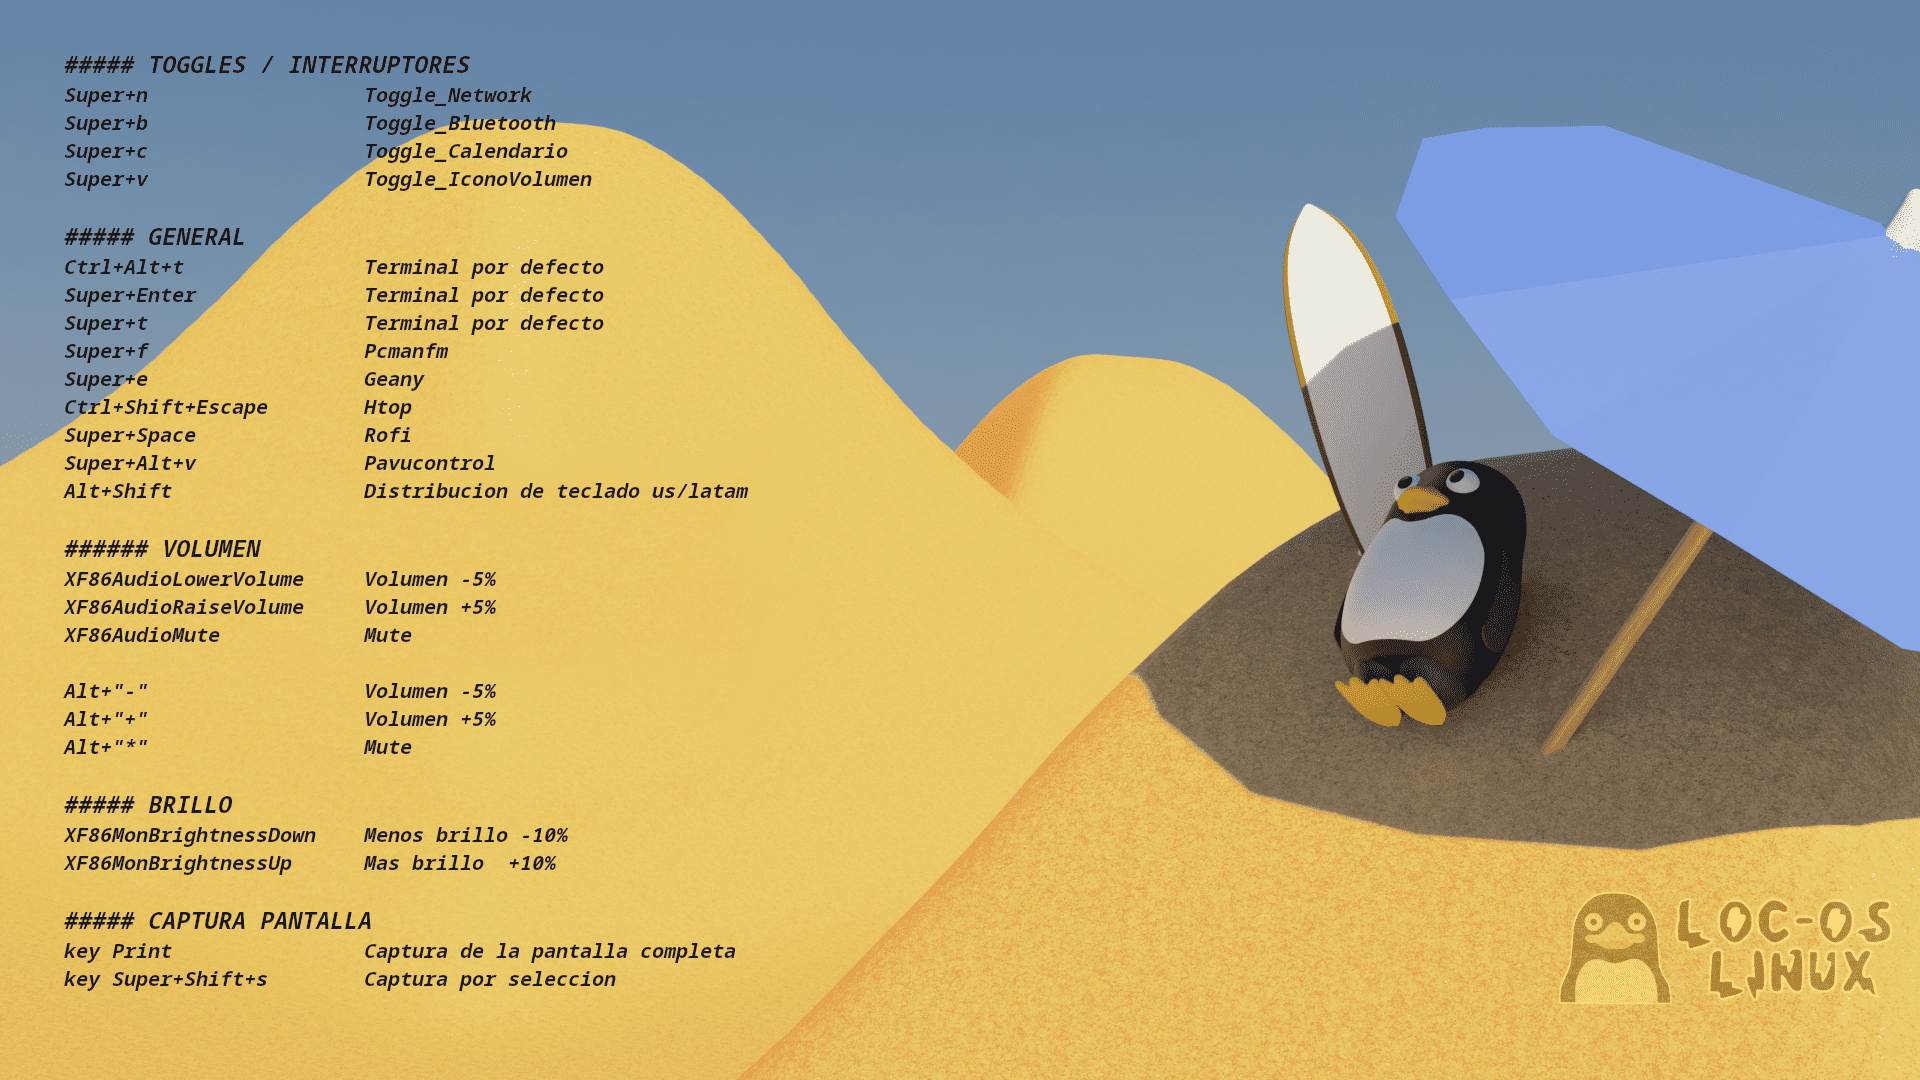 ##### TOGGLES / INTERRUPTORES
Super+n Toggle_Network
Super+b Toggle_Bluetooth
Super+c Toggle_Calendario
Super+v Toggle_IconoVolumen
##### GENERAL
Ctrl+Alt+t Terminal por defecto
Super+Enter Terminal por defecto
Super+t Terminal por defecto
Super+f Pcmanfm
Super+e Geany
Ctrl+Shift+Escape Htop
Super+Space Rofi
Super+Alt+v Pavucontrol
Alt+Shift Distribucion de teclado us/latam
###### VOLUMEN
XF86AudioLowerVolume Volumen -5%
XF86AudioRaiseVolume Volumen +5%
XF86AudioMute Mute
Alt+"-" Volumen -5%
Alt+"+" Volumen +5%
Alt+"*" Mute
##### BRILLO
XF86MonBrightnessDown Menos brillo -10%
XF86MonBrightnessUp Mas brillo  +10%
##### CAPTURA PANTALLA
key Print Captura de la pantalla completa
key Super+Shift+s Captura por seleccion
LOC-OS
LINUX